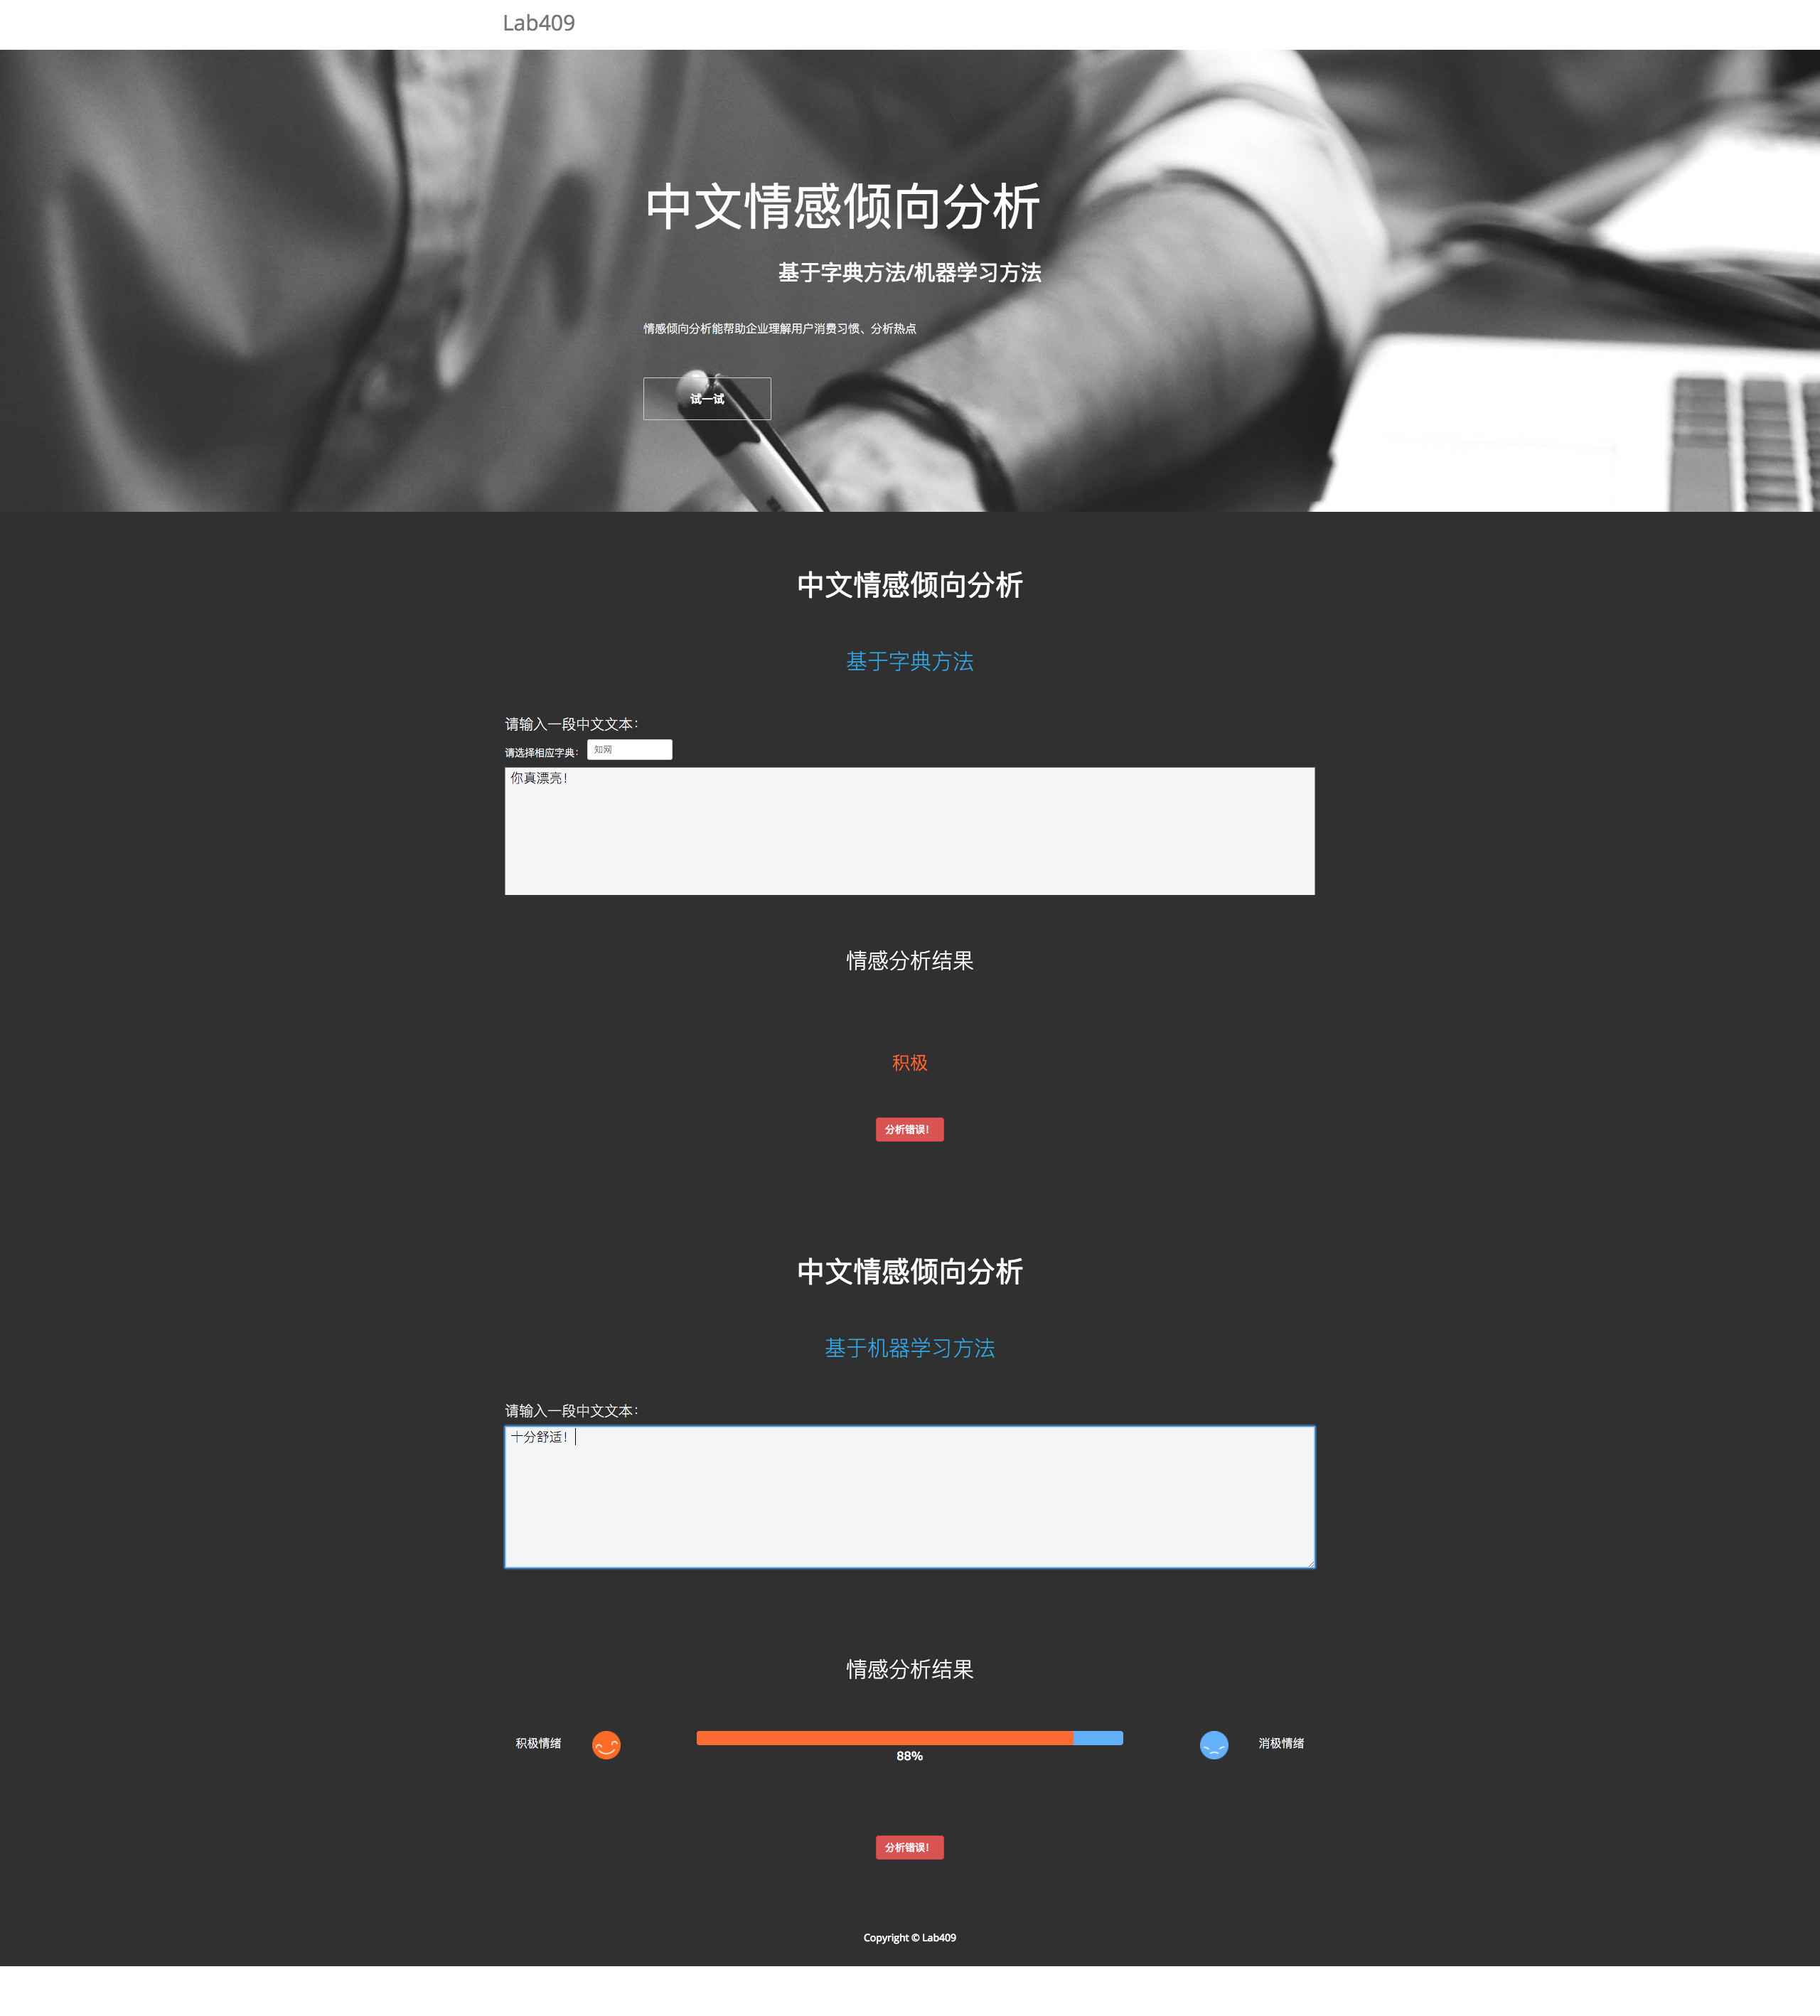 Lab409
中文情感倾向分析
基于字典方法/机器学习方法
情感倾向分析能帮助企业理解用户消费习惯、分析热点
试一试
中文情感倾向分析
基于字典方法
请输入一段中文文本：
请选择相应字典： 知网
你真漂亮！
情感分析结果
积极
分析错误！
中文情感倾向分析
基于机器学习方法
请输入一段中文文本：
十分舒适！
情感分析结果
积极情绪 消极情绪
88%
分析错误！
Copyright © Lab409